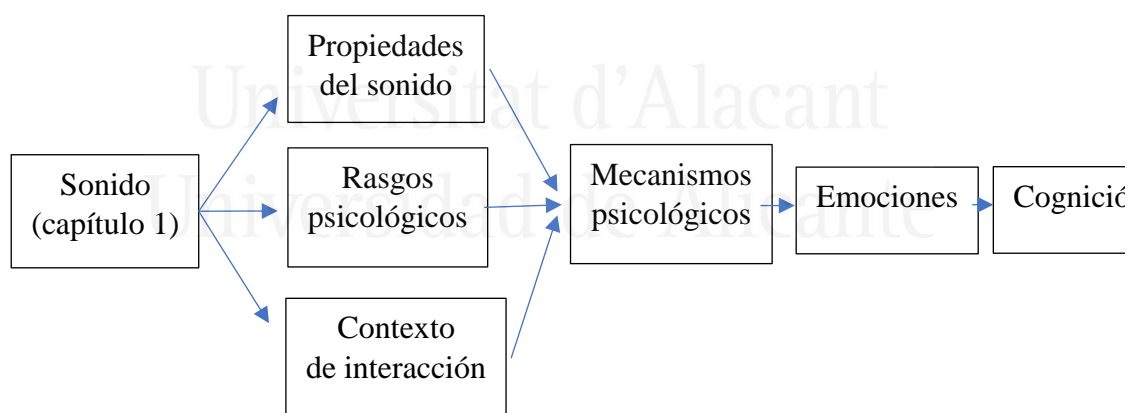 Propiedades
del sonido
Universitat d'Alacant
Sonido
(capítulo 1)
Rasgos
psicológicos
Mecanismos
psicológicos
Emociones
Cognició
Universidad de Alicante
Contexto
de interacción